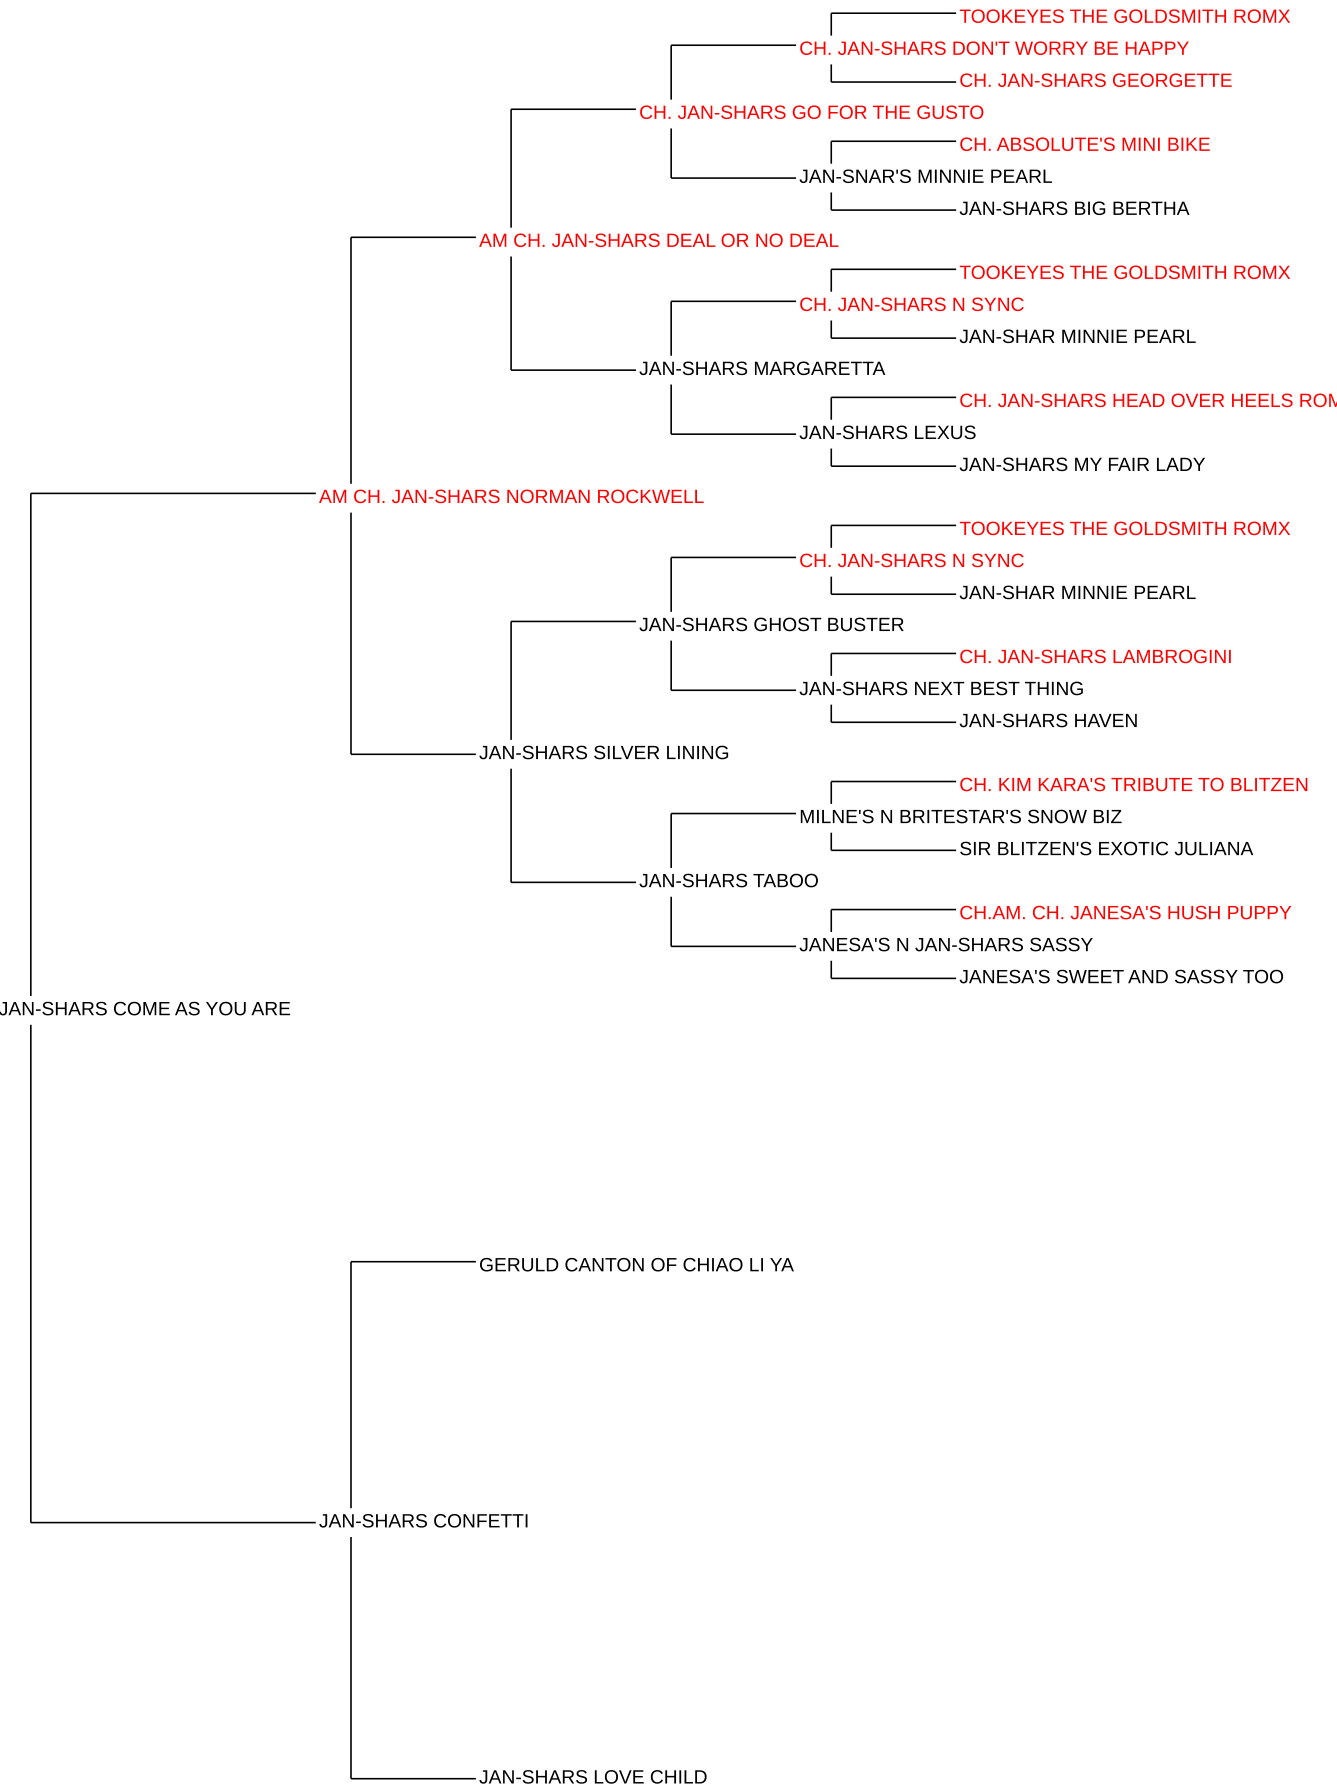 TOOKEYES THE GOLDSMITH ROMX
CH. JAN-SHARS DON'T WORRY BE HAPPY
CH. JAN-SHARS GEORGETTE
CH. JAN-SHARS GO FOR THE GUSTO
CH. ABSOLUTE'S MINI BIKE
JAN-SNAR'S MINNIE PEARL
JAN-SHARS BIG BERTHA
AM CH. JAN-SHARS DEAL OR NO DEAL
TOOKEYES THE GOLDSMITH ROMX
CH. JAN-SHARS N SYNC
JAN-SHAR MINNIE PEARL
JAN-SHARS MARGARETTA
CH. JAN-SHARS HEAD OVER HEELS ROM
JAN-SHARS LEXUS
JAN-SHARS MY FAIR LADY
AM CH. JAN-SHARS NORMAN ROCKWELL
TOOKEYES THE GOLDSMITH ROMX
CH. JAN-SHARS N SYNC
JAN-SHAR MINNIE PEARL
JAN-SHARS GHOST BUSTER
CH. JAN-SHARS LAMBROGINI
JAN-SHARS NEXT BEST THING
JAN-SHARS HAVEN
JAN-SHARS SILVER LINING
CH. KIM KARA'S TRIBUTE TO BLITZEN
MILNE'S N BRITESTAR'S SNOW BIZ
SIR BLITZEN'S EXOTIC JULIANA
JAN-SHARS TABOO
CH.AM. CH. JANESA'S HUSH PUPPY
JANESA'S N JAN-SHARS SASSY
JANESA'S SWEET AND SASSY TOO
JAN-SHARS COME AS YOU ARE
GERULD CANTON OF CHIAO LI YA
JAN-SHARS CONFETTI
JAN-SHARS LOVE CHILD